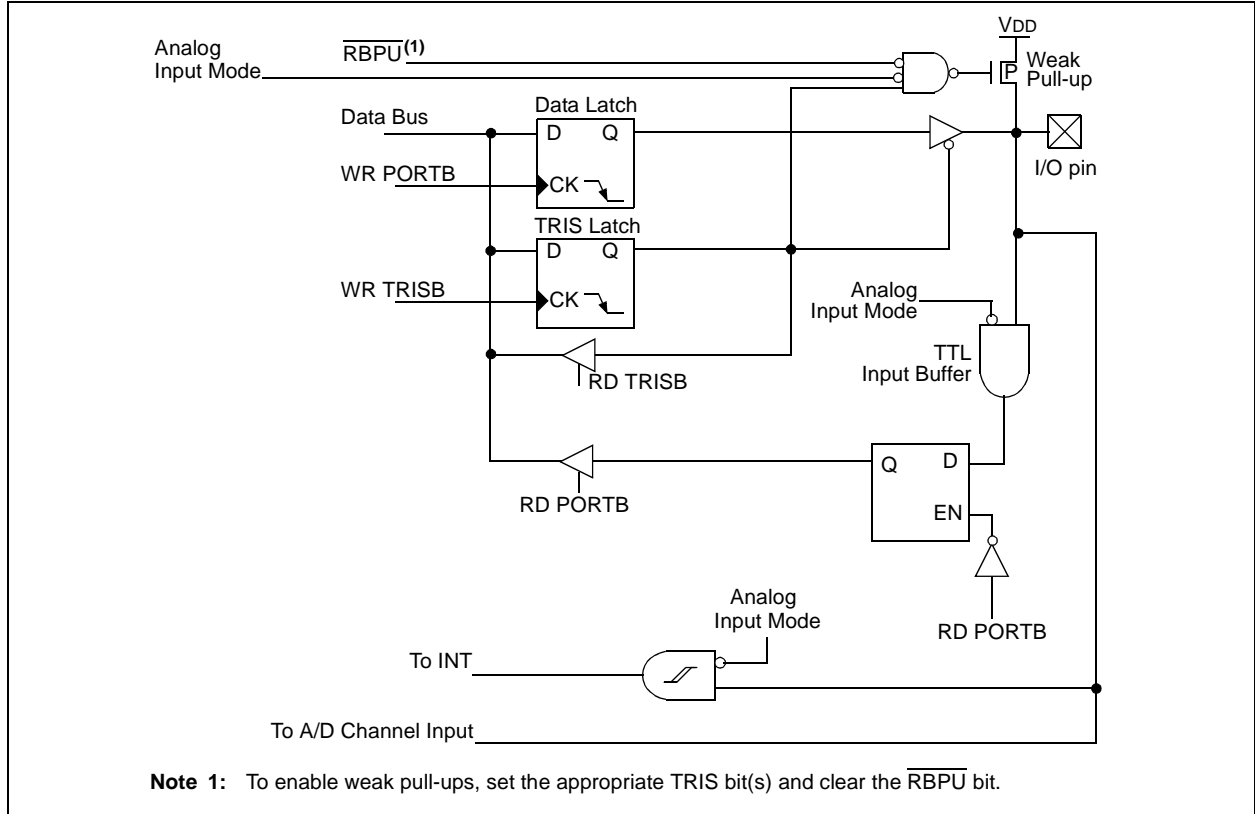 VDD
Analog
Input Mode
RBPU(1)
P
Weak
Pull-up
Data Bus
Data Latch
D Q
CK
WR PORTB
I/O pin
TRIS Latch
D Q
CK
WR TRISB
Analog
Input Mode
TTL
Input Buffer
RD TRISB
Q D
EN
RD PORTB
RD PORTB
Analog
Input Mode
To INT
To A/D Channel Input
Note 1: To enable weak pull-ups, set the appropriate TRIS bit(s) and clear the RBPU bit.